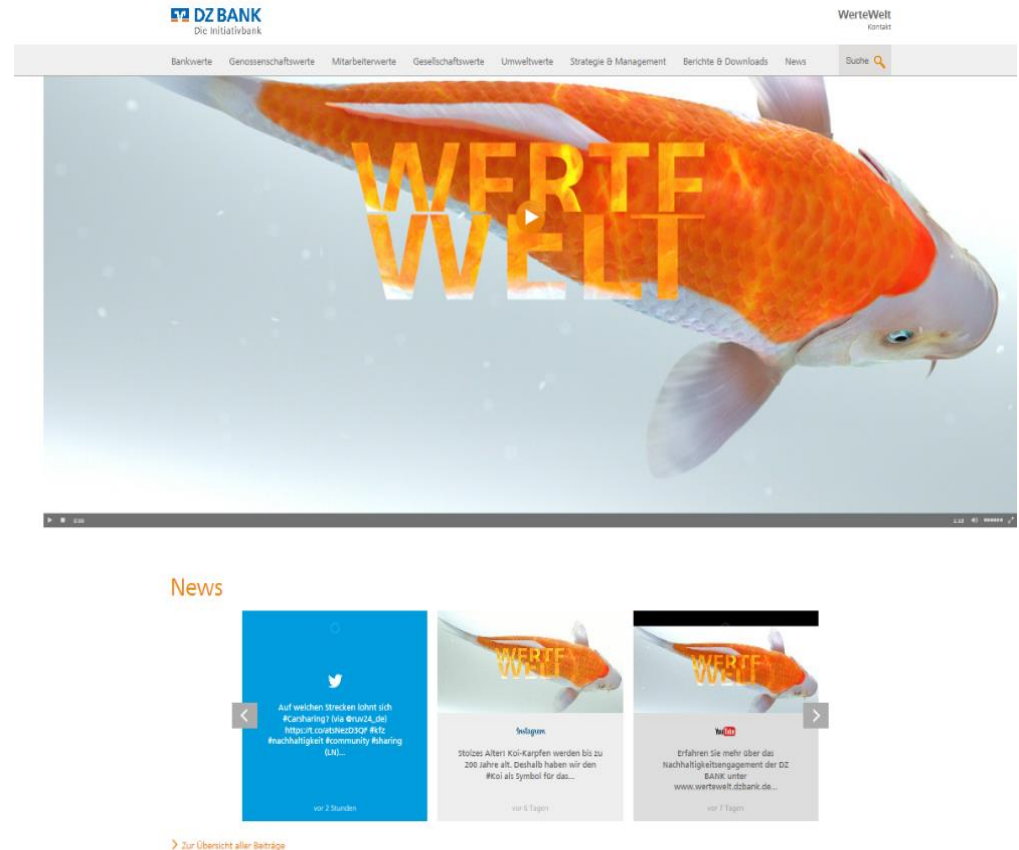 DZ BANK
Die Initiativbank
WerteWelt
Kontakt
Bankwerte Genossenschaftswerte Mitarbeiterwerte Gesellschaftswerte Umweltwerte Strategie & Management Berichte & Downloads News Suche
WERTE
WELT
News
Auf welchen Strecken lohnt sich
#Carsharing? (via @ruv24_de)
#kfz
#nachhaltigkeit #community #sharing
(LN)...
vor 2 Stunden
WERTE
WELT
Instagram
Stolzes Alter! Koi-Karpfen werden bis zu
200 Jahre alt. Deshalb haben wir den
#Koi als Symbol für das...
vor 6 Tagen
WERTE
WELT
YouTube
Erfahren Sie mehr über das
Nachhaltigkeitsengagement der DZ
BANK unter
www.wertewelt.dzbank.de...
vor 7 Tagen
Zur Übersicht aller Beiträge